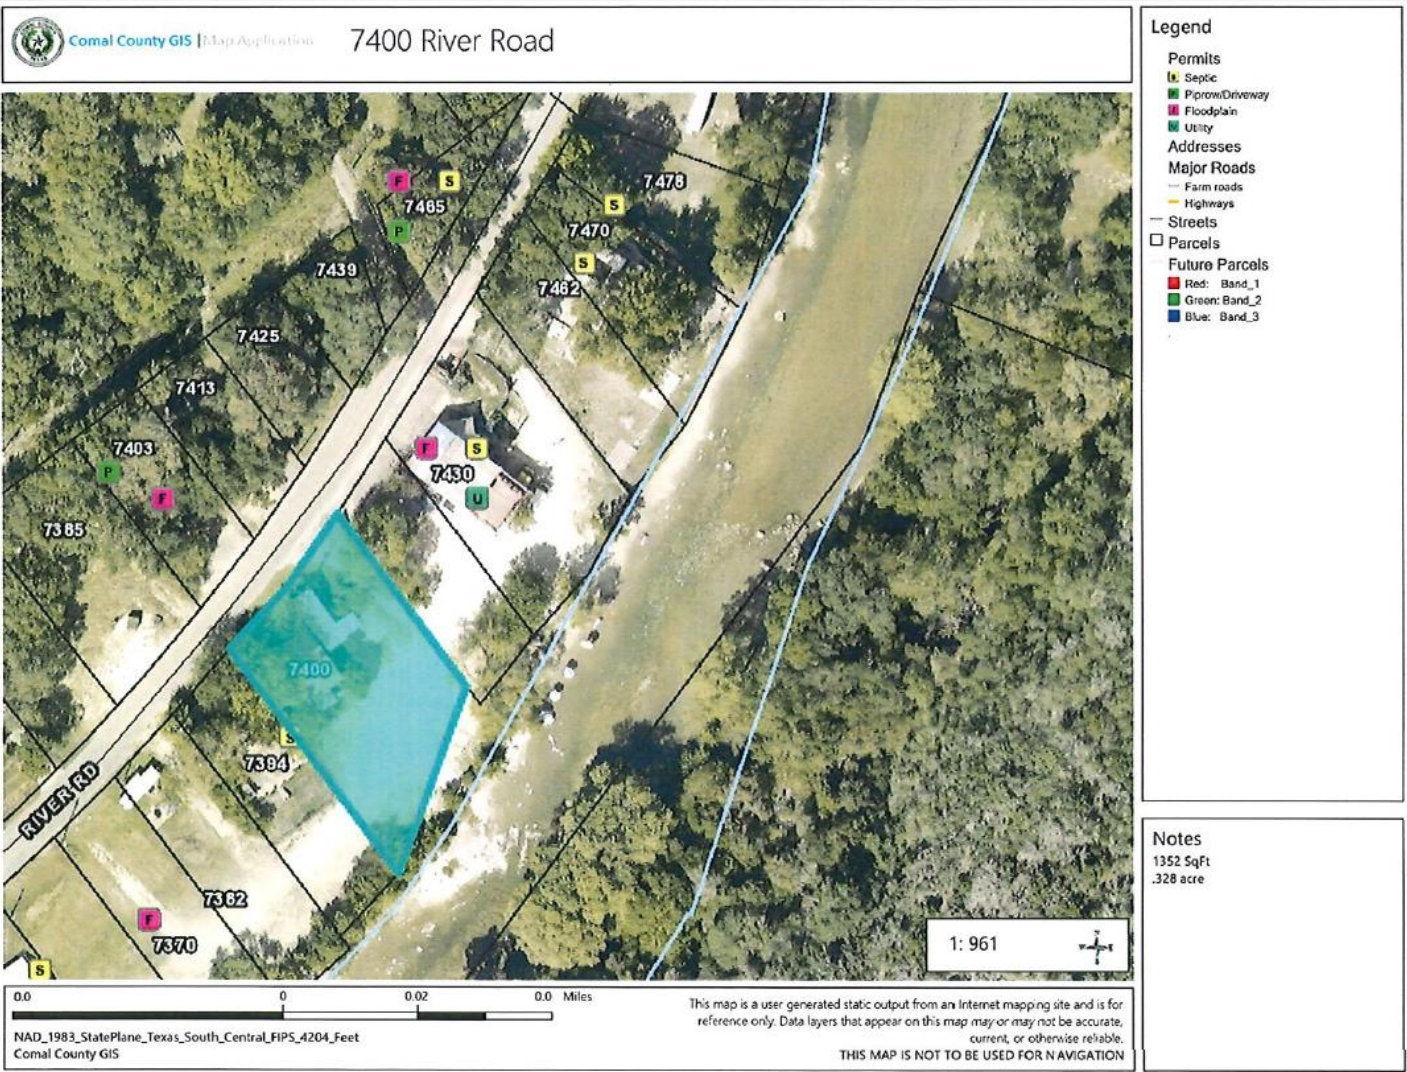 Comal County GIS | Map Application
7400 River Road
Legend
Permits
S Septic
P Piprow/Driveway
F Floodplain
U Utility
Addresses
Major Roads
Farm roads
Highways
Streets
Parcels
Future Parcels
Red: Band_1
Green: Band_2
Blue: Band_3
F S
7465
P
7478
S
7470
S
7462
7439
7425
7413
7403
P
F
7385
F S
7430
U
7400
S
7394
RIVER RD
7382
F
7370
S
1: 961
N
W E
S
Notes
1352 SqFt
.328 acre
0.0 0 0.02 0.0 Miles
NAD_1983_StatePlane_Texas_South_Central_FIPS_4204_Feet
Comal County GIS
This map is a user generated static output from an Internet mapping site and is for
reference only. Data layers that appear on this map may or may not be accurate,
current, or otherwise reliable.
THIS MAP IS NOT TO BE USED FOR NAVIGATION